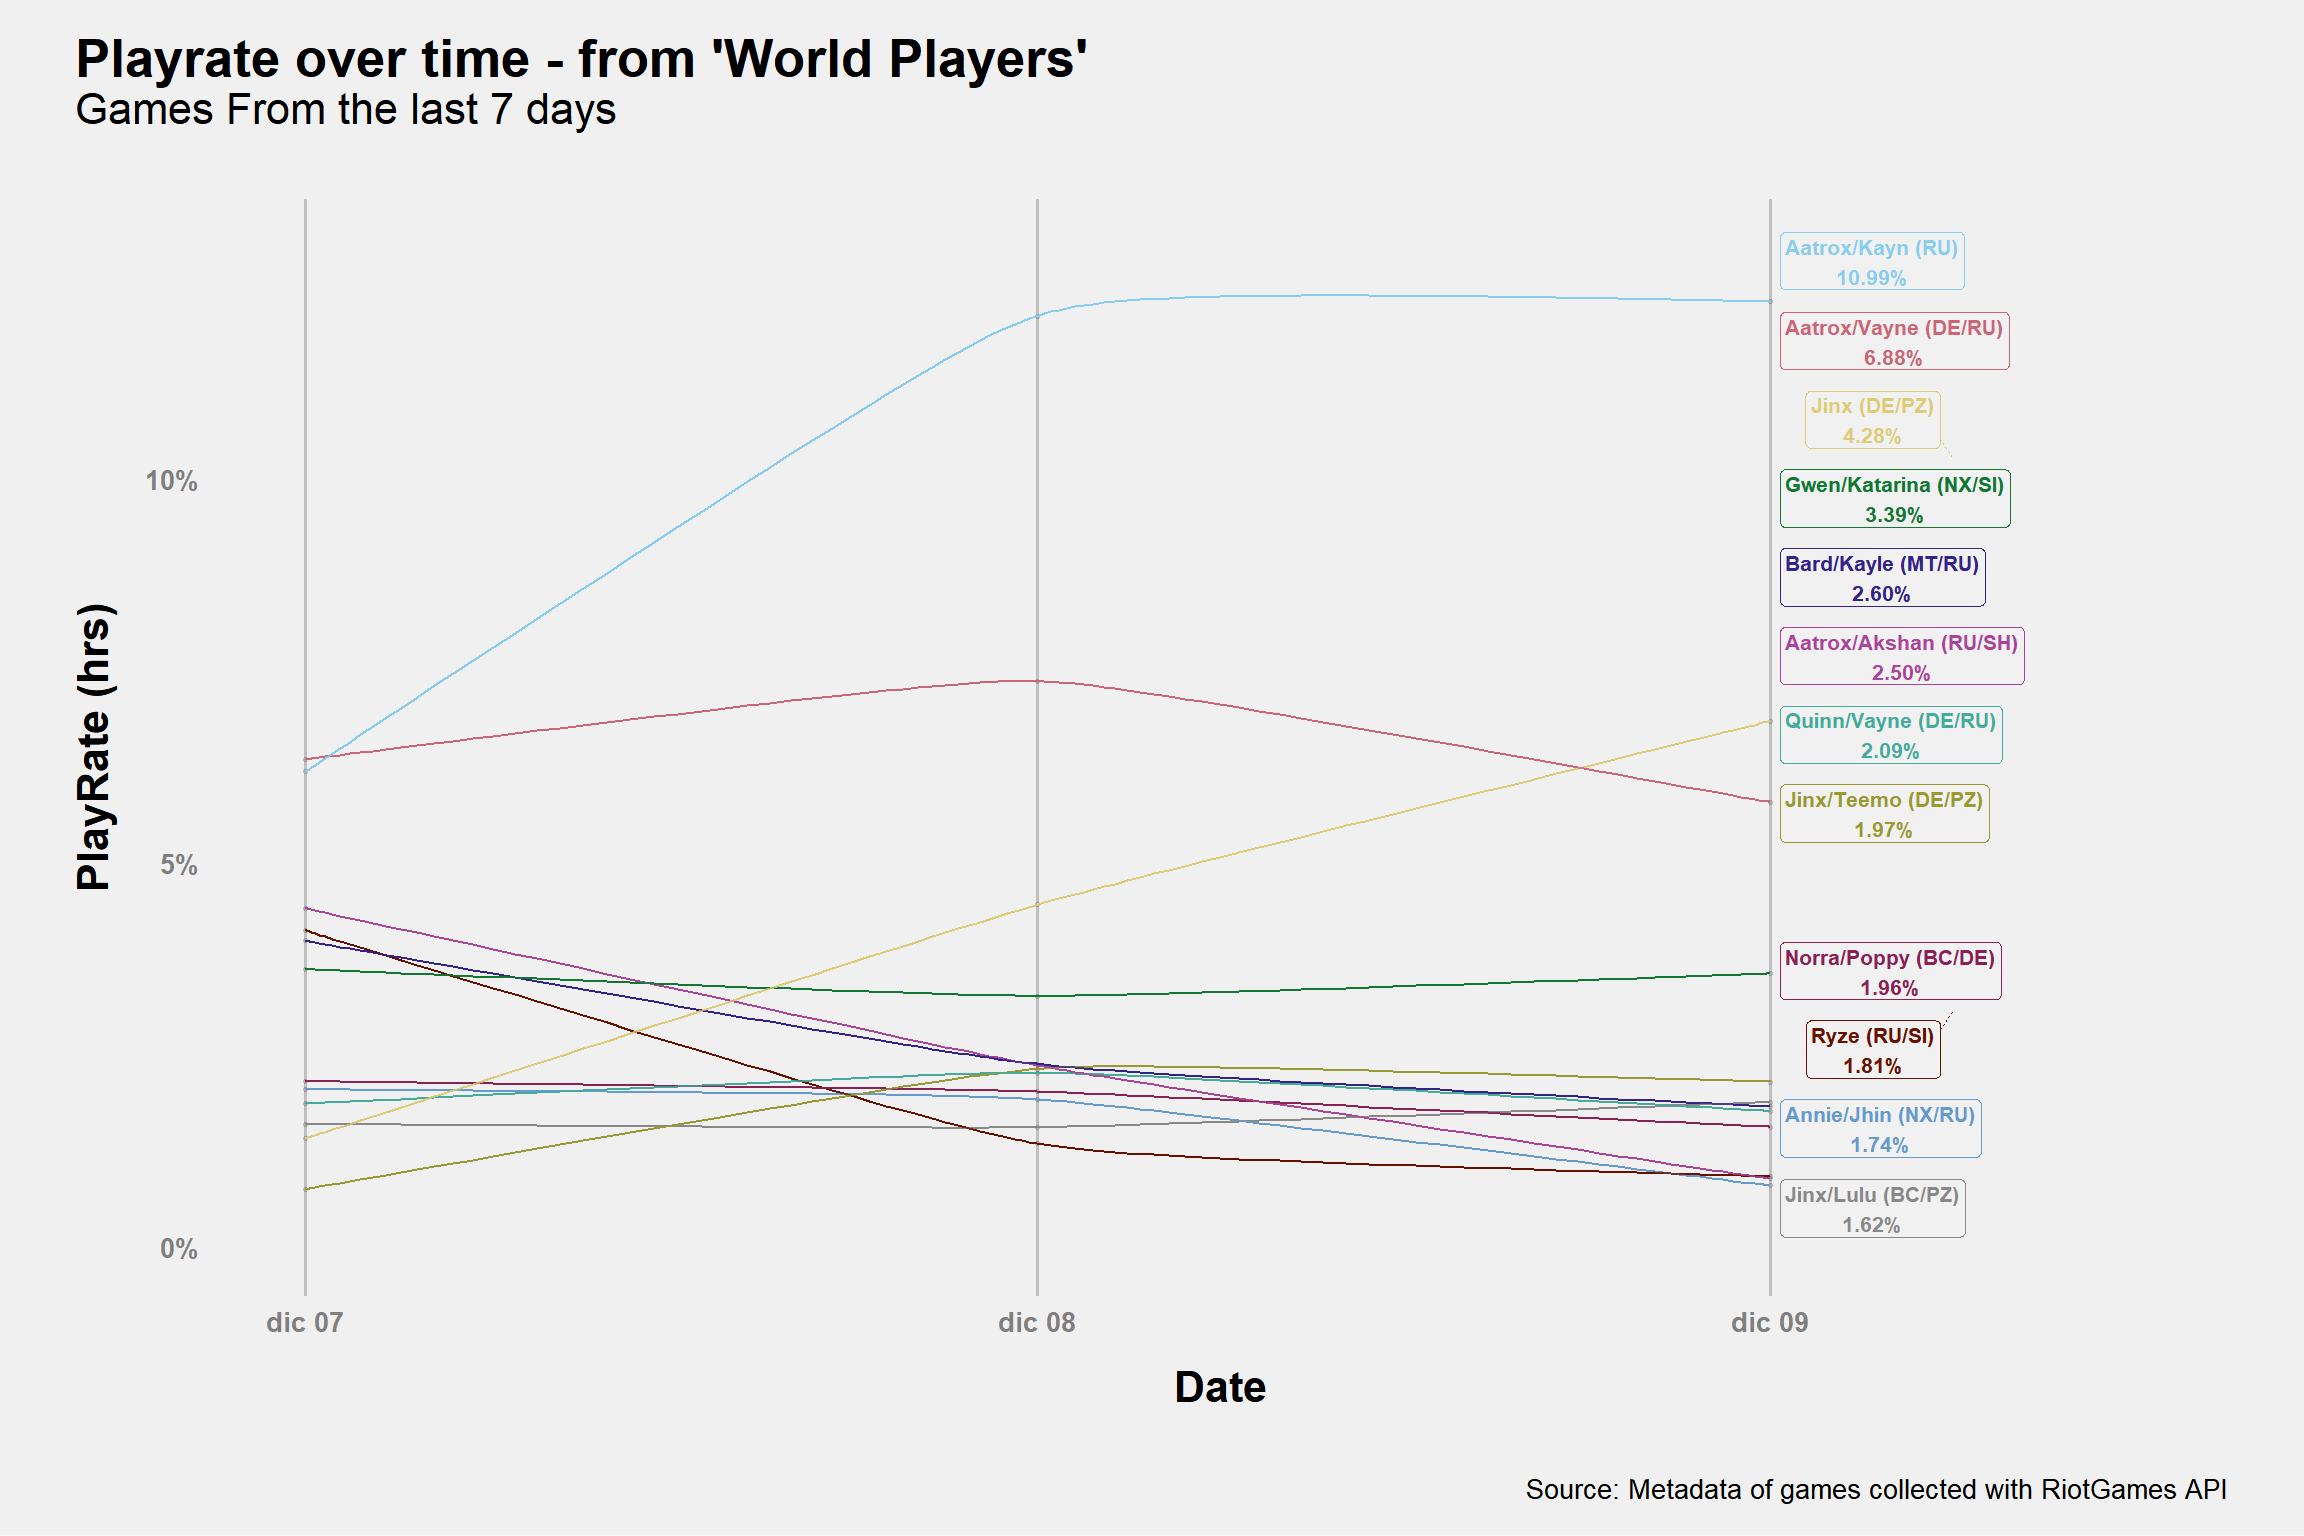 Playrate over time - from 'World Players'
Games From the last 7 days
PlayRate (hrs)
10%
5%
0%
dic 07
dic 08
dic 09
Date
Aatrox/Kayn (RU)
10.99%
Aatrox/Vayne (DE/RU)
6.88%
Jinx (DE/PZ)
4.28%
Gwen/Katarina (NX/SI)
3.39%
Bard/Kayle (MT/RU)
2.60%
Aatrox/Akshan (RU/SH)
2.50%
Quinn/Vayne (DE/RU)
2.09%
Jinx/Teemo (DE/PZ)
1.97%
Norra/Poppy (BC/DE)
1.96%
Ryze (RU/SI)
1.81%
Annie/Jhin (NX/RU)
1.74%
Jinx/Lulu (BC/PZ)
1.62%
Source: Metadata of games collected with RiotGames API